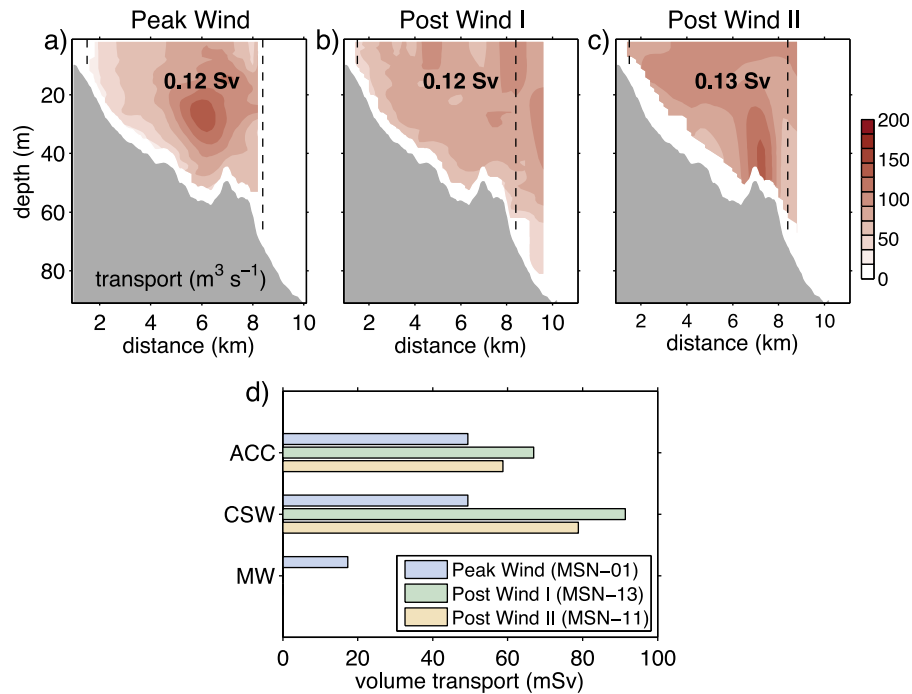 Peak Wind
Post Wind I
Post Wind II
a)
b)
c)
0.12 Sv
0.12 Sv
0.13 Sv
depth (m)
20
40
60
80
transport (m³ s⁻¹)
2 4 6 8 10
2 4 6 8 10
2 4 6 8 10
distance (km)
distance (km)
distance (km)
200
150
100
50
0
d)
ACC
CSW
MW
Peak Wind (MSN−01)
Post Wind I (MSN−13)
Post Wind II (MSN−11)
0 20 40 60 80 100
volume transport (mSv)